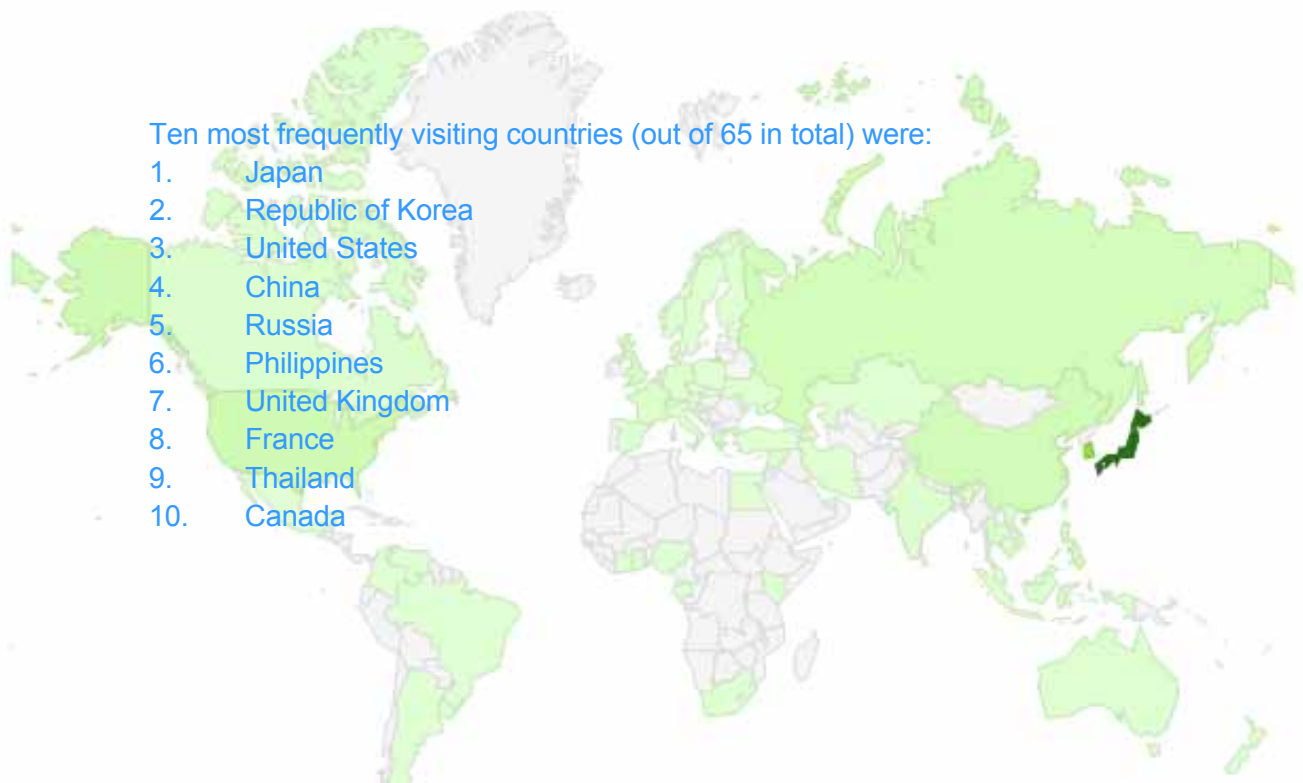 Ten most frequently visiting countries (out of 65 in total) were:
1. Japan
2. Republic of Korea
3. United States
4. China
5. Russia
6. Philippines
7. United Kingdom
8. France
9. Thailand
10. Canada